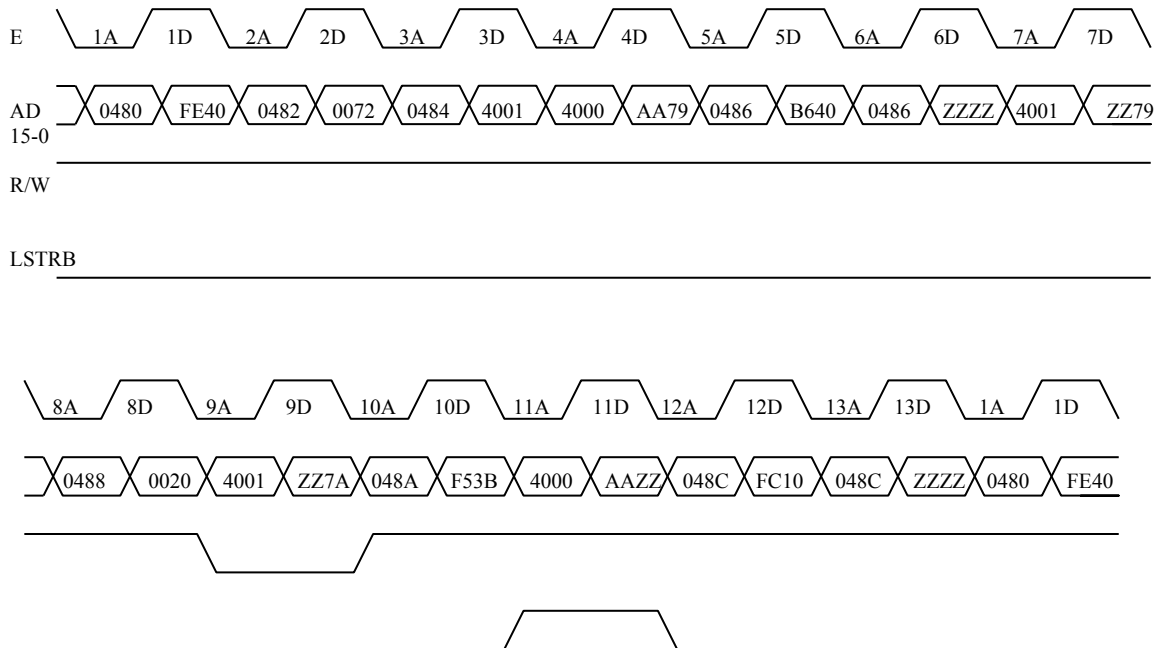 E 1A 1D 2A 2D 3A 3D 4A 4D 5A 5D 6A 6D 7A 7D
AD 0480 FE40 0482 0072 0484 4001 4000 AA79 0486 B640 0486 ZZZZ 4001 ZZ79
15-0
R/W
LSTRB
8A 8D 9A 9D 10A 10D 11A 11D 12A 12D 13A 13D 1A 1D
0488 0020 4001 ZZ7A 048A F53B 4000 AAZZ 048C FC10 048C ZZZZ 0480 FE40